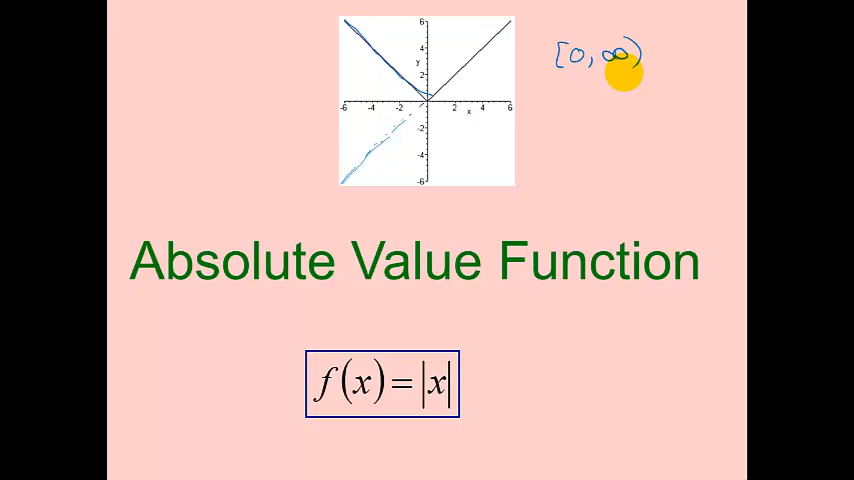 6
4
y
2
-6 -4 -2 2 4 6
x
-2
-4
-6
[0, ∞)
Absolute Value Function
f(x) = |x|